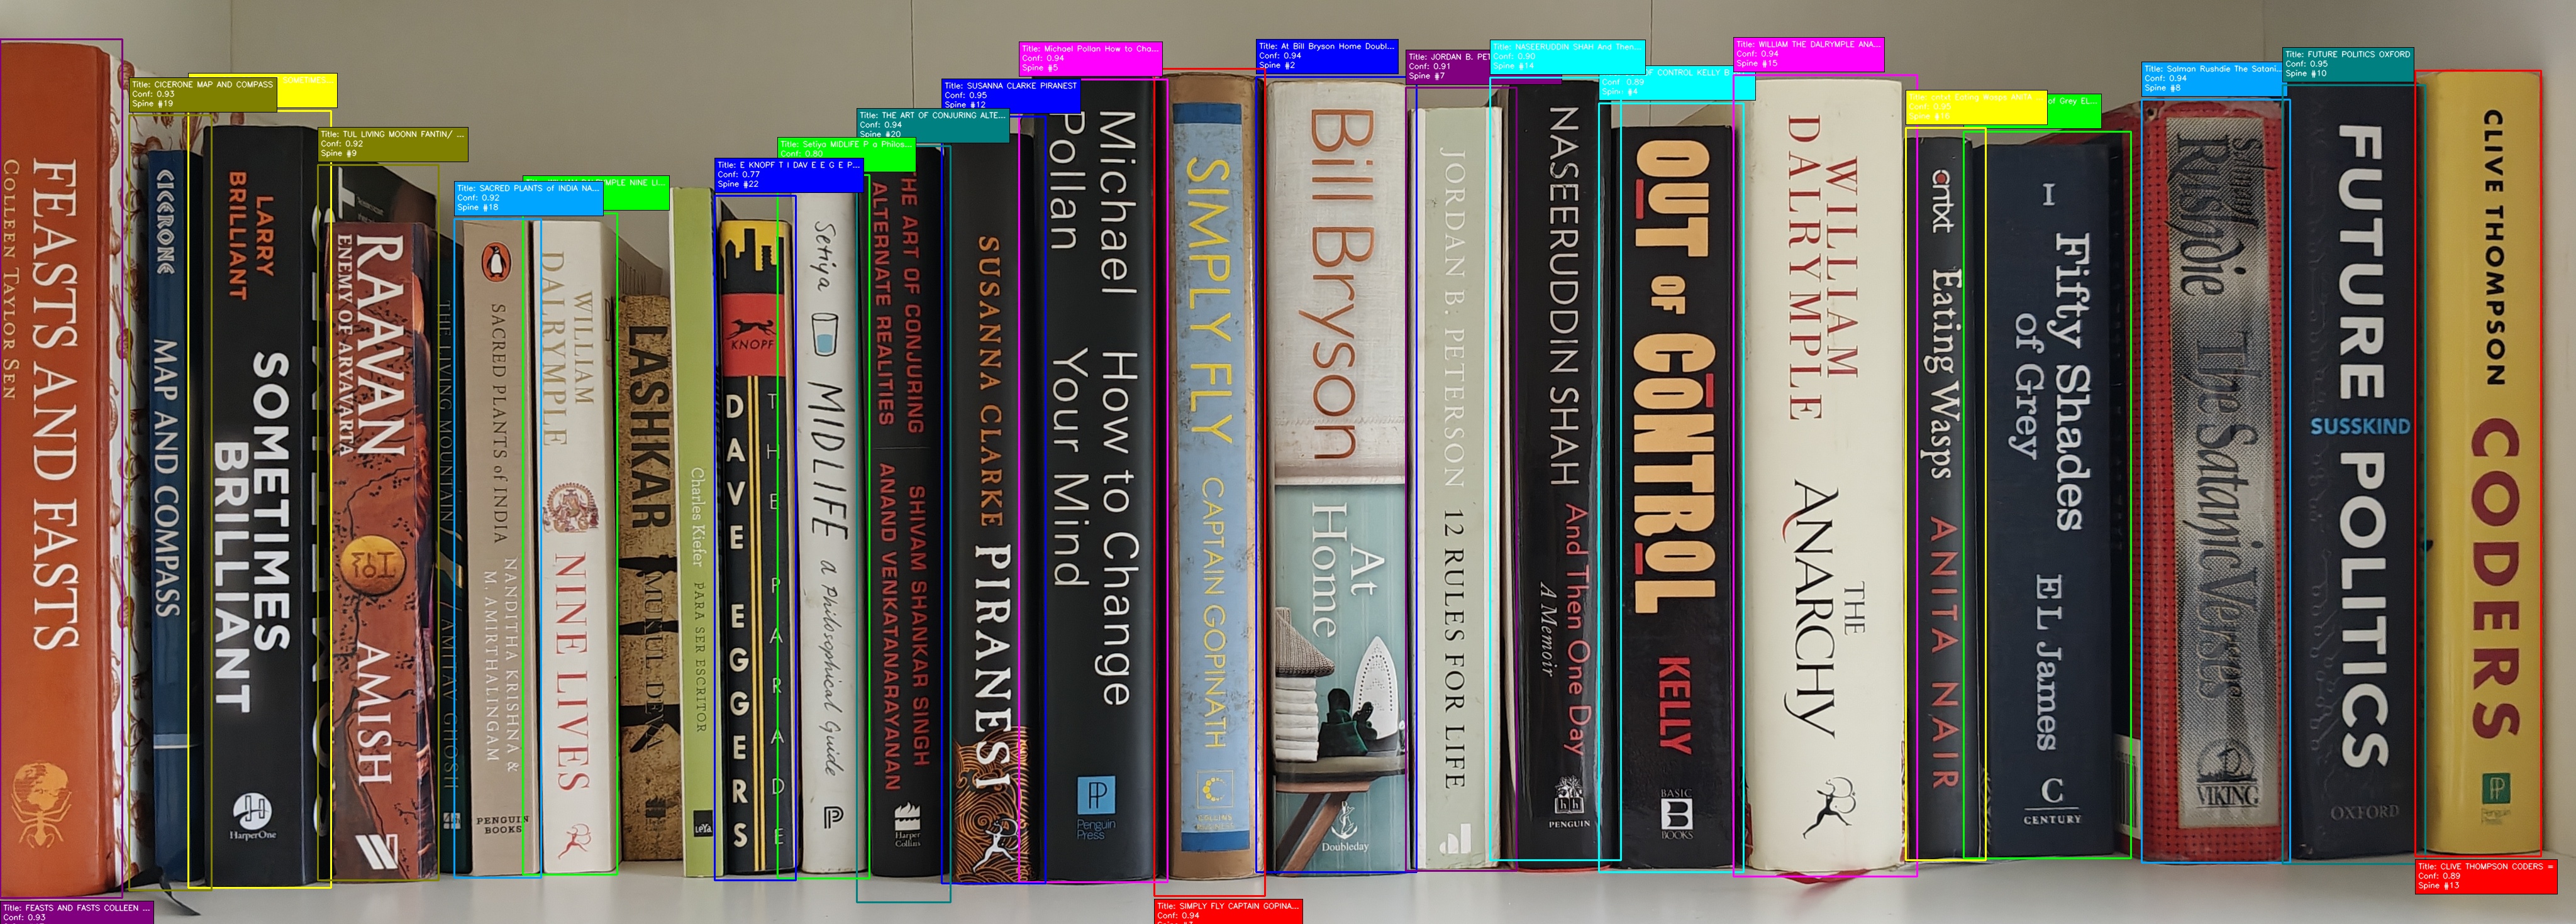 FEASTS AND FASTS
COLLEEN TAYLOR SEN
Title: FEASTS AND FASTS COLLEEN ...
Conf: 0.93
Title: CICERONE MAP AND COMPASS
Conf: 0.93
Spine #19
CICERONE MAP AND COMPASS
SOMETIMES...
LARRY
BRILLIANT
SOMETIMES
BRILLIANT
HarperOne
Title: TUL LIVING MOONN FANTIN/ ...
Conf: 0.92
Spine #9
RAAVAN
ENEMY OF ARYAVARTA
AMISH
THE LIVING MOUNTAIN / AMITAV GHOSH
Title: SACRED PLANTS of INDIA NA...
Conf: 0.92
Spine #18
SACRED PLANTS of INDIA
NANDITHA KRISHNA &
M. AMIRTHALINGAM
PENGUIN
BOOKS
MPLE NINE LI...
WILLIAM
DALRYMPLE
NINE LIVES
LASHKAR
MUKUL DEVA
Charles Kiefer PARA SER ESCRITOR
LeYa
Title: E KNOPF T I DAV E E G E P...
Conf: 0.77
Spine #22
KNOPF
DAVE EGGERS
THE PARADE
Title: Setiya MIDLIFE P a Philos...
Conf: 0.80
Setiya MIDLIFE a Philosophical Guide
Title: THE ART OF CONJURING ALTE...
Conf: 0.94
Spine #20
THE ART OF CONJURING
ALTERNATE REALITIES
SHIVAM SHANKAR SINGH
ANAND VENKATANARAYANAN
Harper
Collins
Title: SUSANNA CLARKE PIRANEST
Conf: 0.95
Spine #12
SUSANNA CLARKE PIRANESI
Title: Michael Pollan How to Cha...
Conf: 0.94
Spine #5
Michael
Pollan
How to Change
Your Mind
Penguin
Press
SIMPLY FLY CAPTAIN GOPINATH
COLLINS
BUSINESS
Title: SIMPLY FLY CAPTAIN GOPINA...
Conf: 0.94
Title: At Bill Bryson Home Doubl...
Conf: 0.94
Spine #2
Bill Bryson
At
Home
Doubleday
Title: JORDAN B. PET
Conf: 0.91
Spine #7
JORDAN B. PETERSON 12 RULES FOR LIFE
Title: NASEERUDDIN SHAH And Then...
Conf: 0.90
Spine #14
NASEERUDDIN SHAH And Then One Day
A Memoir
PENGUIN
OF CONTROL KELLY B
Conf: 0.89
Spine #4
OUT OF CONTROL
KELLY
BASIC
BOOKS
Title: WILLIAM THE DALRYMPLE ANA...
Conf: 0.94
Spine #15
WILLIAM
DALRYMPLE
THE
ANARCHY
cntxt Eating Wasps ANITA NAIR
of Grey EL...
I
Fifty Shades
of Grey
EL James
C
CENTURY
Title: Salman Rushdie The Satani...
Conf: 0.94
Spine #8
Salman
Rushdie The Satanic Verses
VIKING
Title: FUTURE POLITICS OXFORD
Conf: 0.95
Spine #10
FUTURE POLITICS
SUSSKIND
OXFORD
CLIVE THOMPSON CODERS
Penguin
Press
Title: CLIVE THOMPSON CODERS =
Conf: 0.89
Spine #13